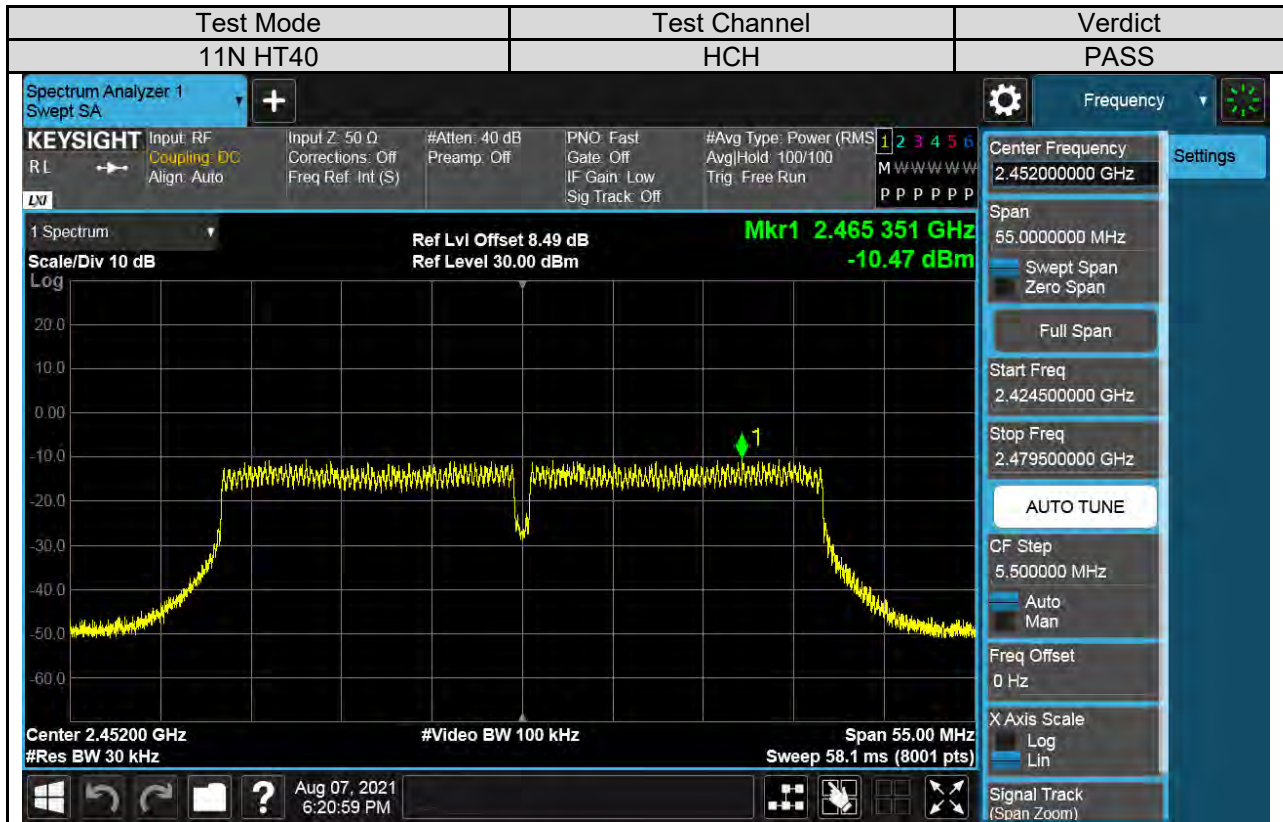 Test Mode Test Channel Verdict
11N HT40 HCH PASS
Spectrum Analyzer 1
Swept SA
Frequency
KEYSIGHT Input: RF Input Z: 50 Ω #Atten: 40 dB PNO: Fast #Avg Type: Power (RMS 1 2 3 4 5 6
RL Coupling: DC Corrections: Off Preamp: Off Gate: Off Avg|Hold: 100/100 M W W W W W
Align: Auto Freq Ref: Int (S) IF Gain: Low Trig: Free Run
LXI Sig Track: Off P P P P P P
1 Spectrum Ref Lvl Offset 8.49 dB Mkr1 2.465 351 GHz
Scale/Div 10 dB Ref Level 30.00 dBm -10.47 dBm
Log
20.0
10.0
0.00
1
-10.0
-20.0
-30.0
-40.0
-50.0
-60.0
Center 2.45200 GHz #Video BW 100 kHz Span 55.00 MHz
#Res BW 30 kHz Sweep 58.1 ms (8001 pts)
Aug 07, 2021
6:20:59 PM
?
Center Frequency
2.452000000 GHz
Settings
Span
55.0000000 MHz
Swept Span
Zero Span
Full Span
Start Freq
2.424500000 GHz
Stop Freq
2.479500000 GHz
AUTO TUNE
CF Step
5.500000 MHz
Auto
Man
Freq Offset
0 Hz
X Axis Scale
Log
Lin
Signal Track
(Span Zoom)